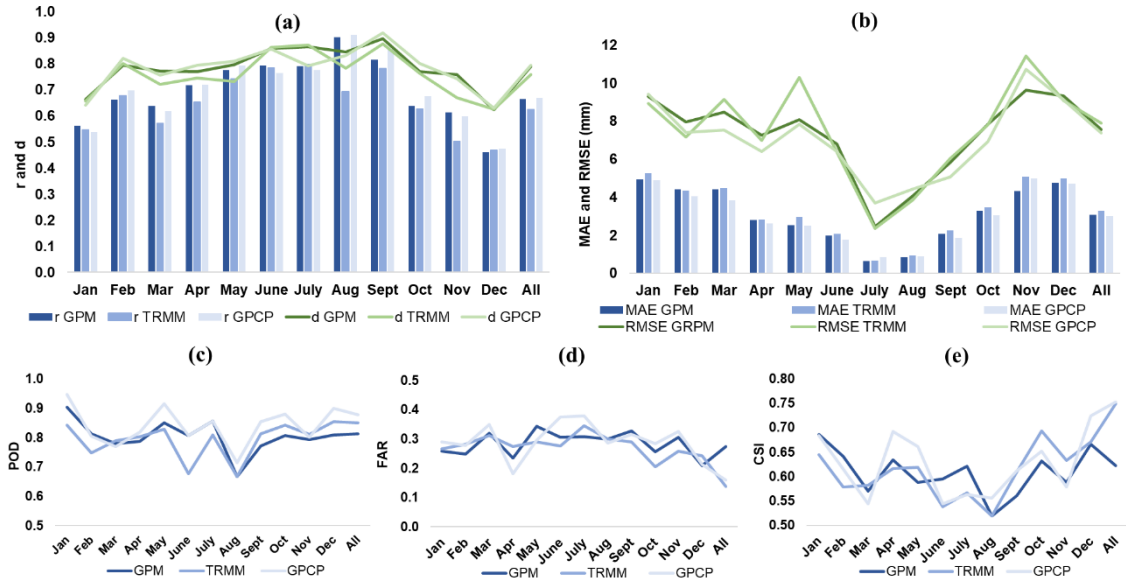 (a)
r and d
1.0
0.9
0.8
0.7
0.6
0.5
0.4
0.3
0.2
0.1
0.0
Jan Feb Mar Apr May June July Aug Sept Oct Nov Dec All
r GPM r TRMM r GPCP d GPM d TRMM d GPCP
(b)
MAE and RMSE (mm)
12
10
8
6
4
2
0
Jan Feb Mar Apr May June July Aug Sept Oct Nov Dec All
MAE GPM MAE TRMM MAE GPCP
RMSE GRPM RMSE TRMM RMSE GPCP
(c)
POD
1.0
0.9
0.8
0.7
0.6
0.5
Jan Feb Mar Apr May June July Aug Sept Oct Nov Dec All
GPM TRMM GPCP
(d)
FAR
0.5
0.4
0.3
0.2
0.1
0.0
Jan Feb Mar Apr May June July Aug Sept Oct Nov Dec All
GPM TRMM GPCP
(e)
CSI
0.80
0.75
0.70
0.65
0.60
0.55
0.50
Jan Feb Mar Apr May June July Aug Sept Oct Nov Dec All
GPM TRMM GPCP